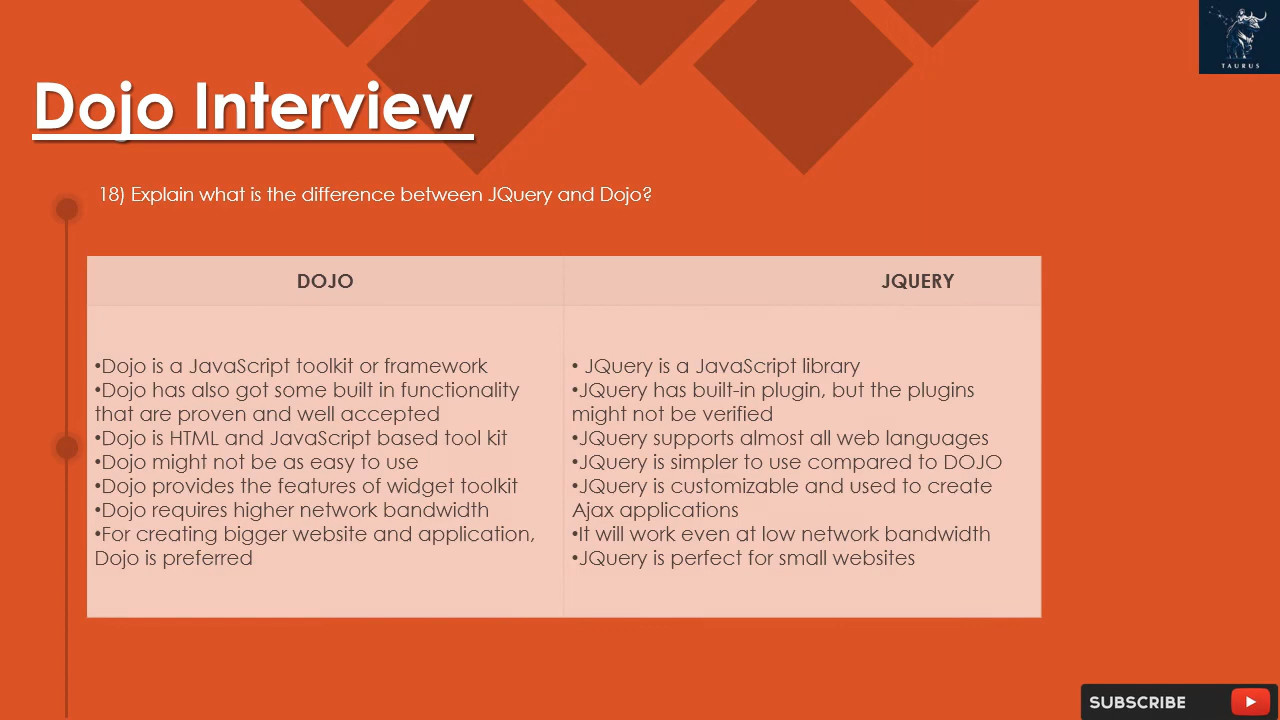 TAURUS
Dojo Interview
18) Explain what is the difference between JQuery and Dojo?
DOJO
JQUERY
•Dojo is a JavaScript toolkit or framework
•Dojo has also got some built in functionality
that are proven and well accepted
•Dojo is HTML and JavaScript based tool kit
•Dojo might not be as easy to use
•Dojo provides the features of widget toolkit
•Dojo requires higher network bandwidth
•For creating bigger website and application,
Dojo is preferred
• JQuery is a JavaScript library
•JQuery has built-in plugin, but the plugins
might not be verified
•JQuery supports almost all web languages
•JQuery is simpler to use compared to DOJO
•JQuery is customizable and used to create
Ajax applications
•It will work even at low network bandwidth
•JQuery is perfect for small websites
SUBSCRIBE